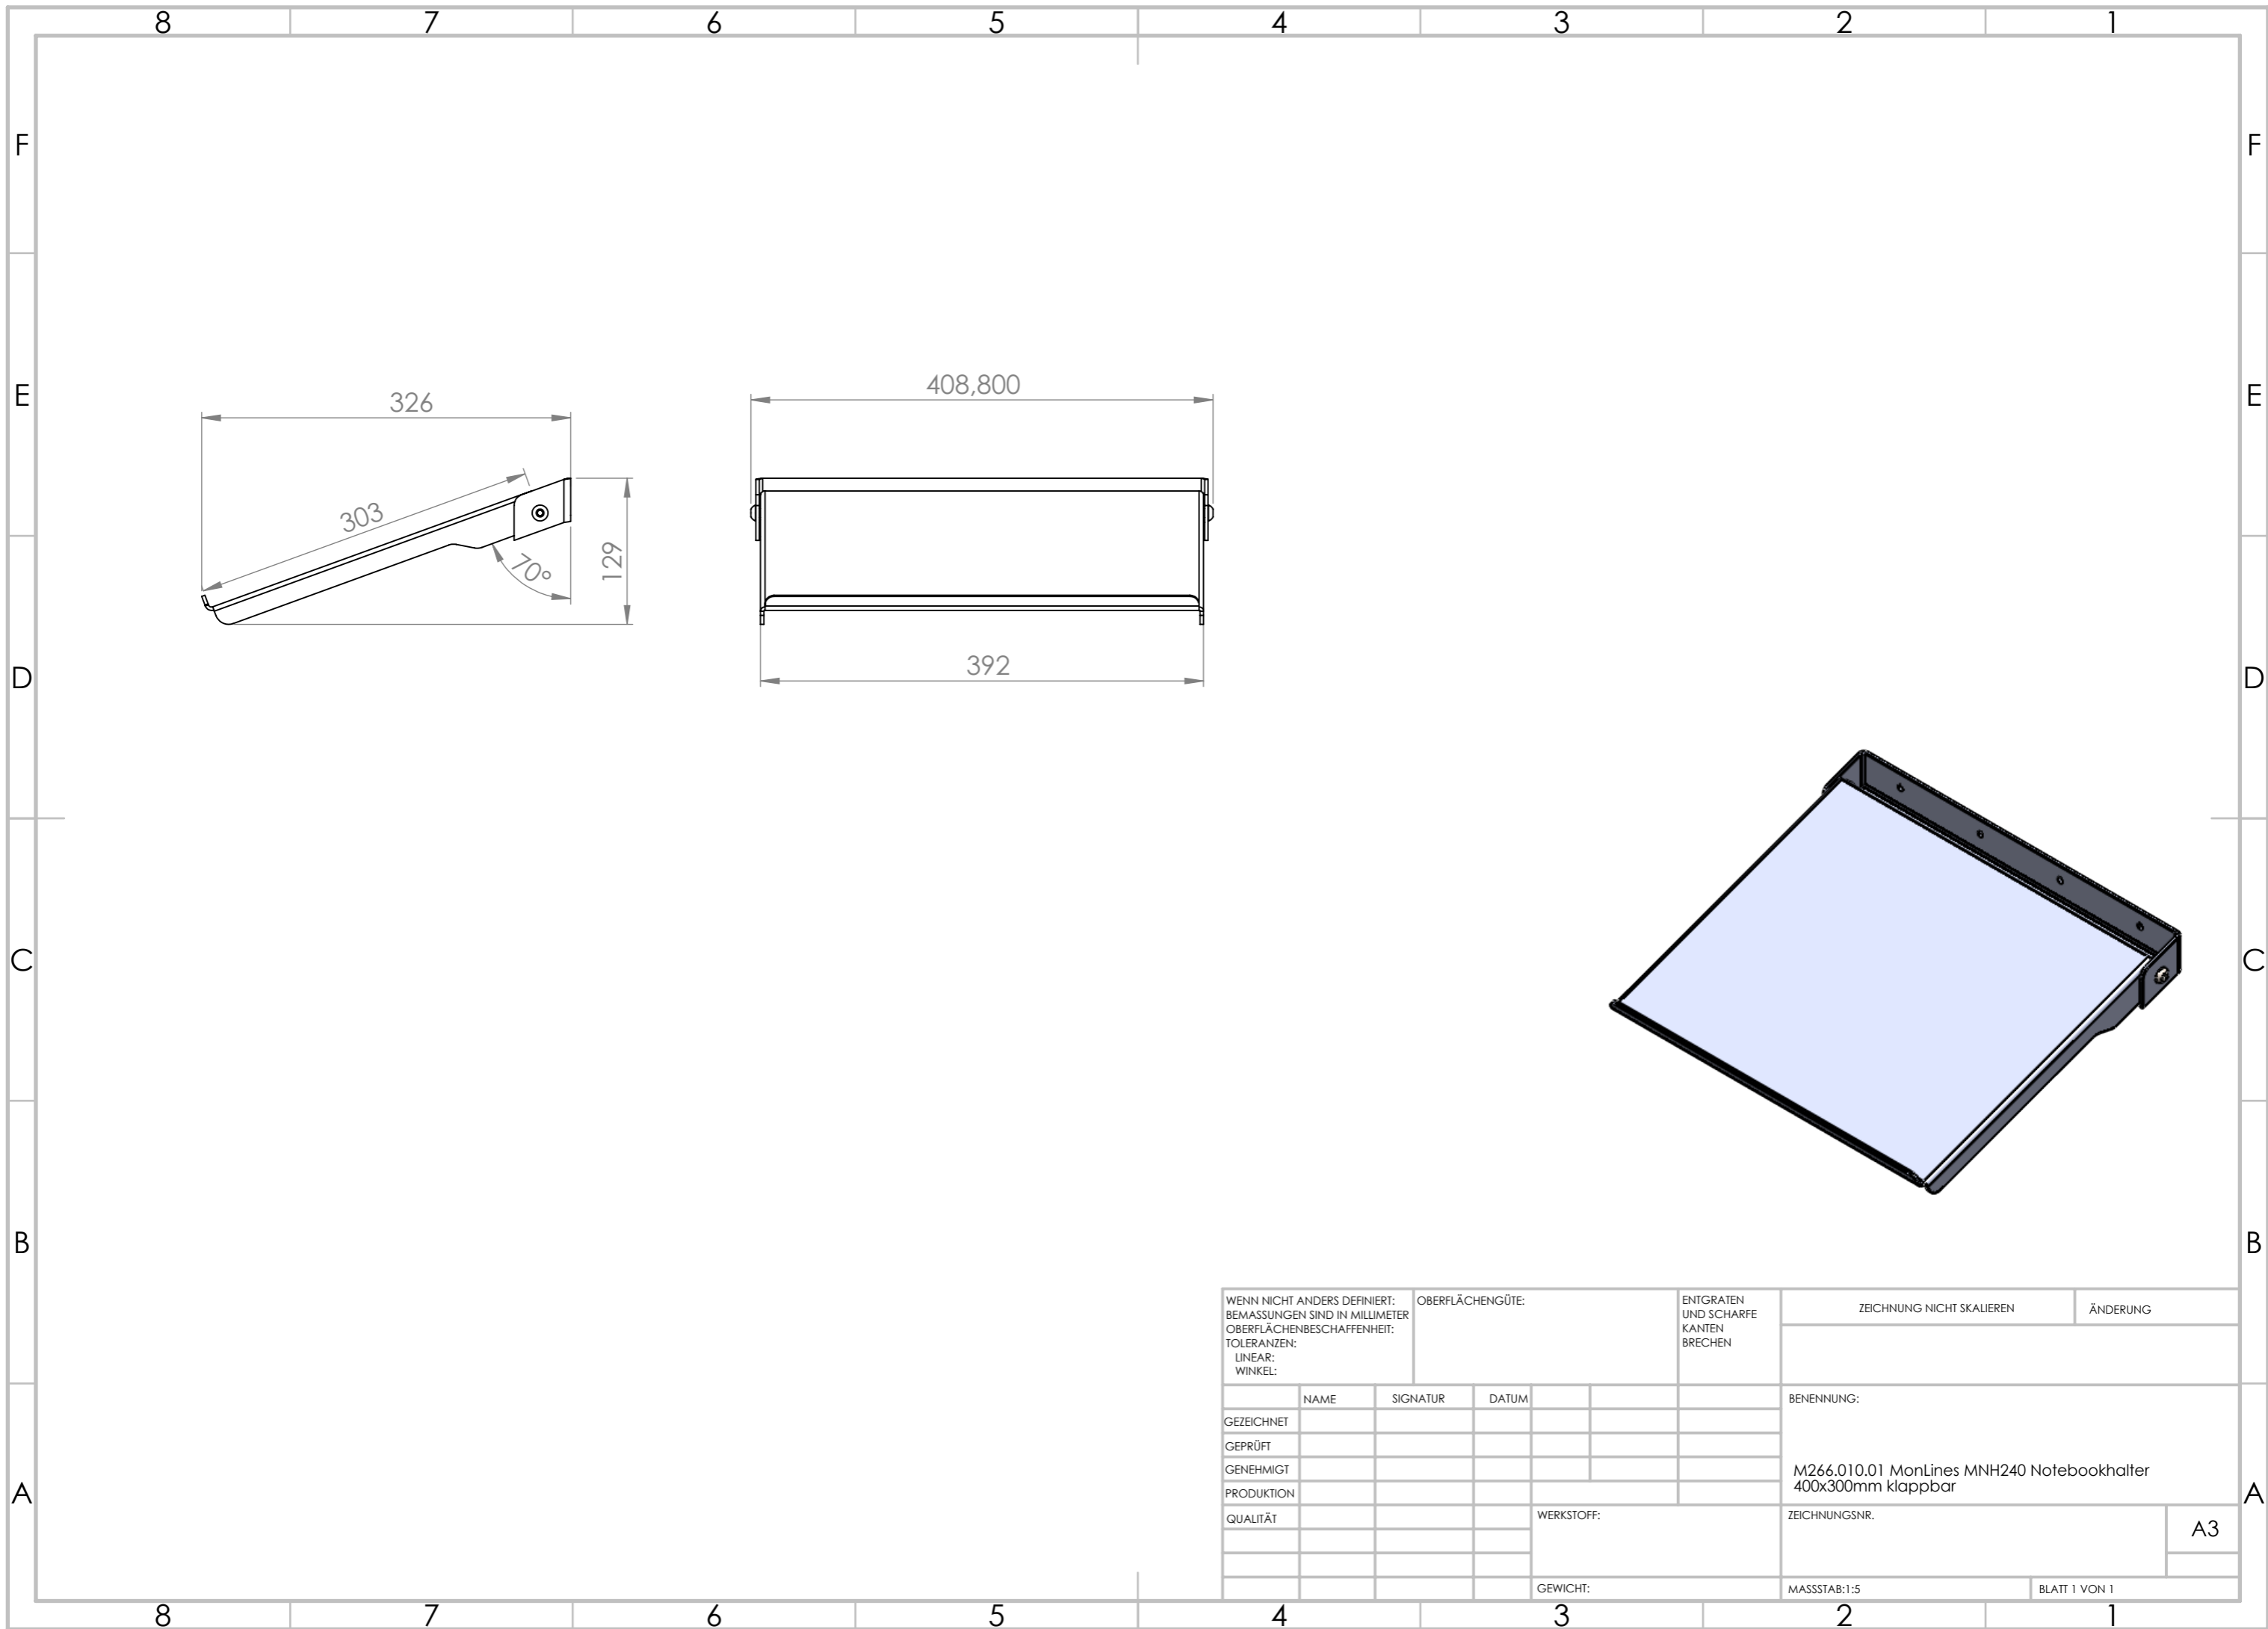 8 7 6 5 4 3 2 1
F F
E E
D D
C C
B B
A A
326
303
70°
129
408,800
392
WENN NICHT ANDERS DEFINIERT:
BEMASSUNGEN SIND IN MILLIMETER
OBERFLÄCHENBESCHAFFENHEIT:
TOLERANZEN:
LINEAR:
WINKEL:
OBERFLÄCHENGÜTE:
ENTGRATEN
UND SCHARFE
KANTEN
BRECHEN
ZEICHNUNG NICHT SKALIEREN
ÄNDERUNG
NAME SIGNATUR DATUM
GEZEICHNET
GEPRÜFT
GENEHMIGT
PRODUKTION
QUALITÄT
BENENNUNG:
M266.010.01 MonLines MNH240 Notebookhalter
400x300mm klappbar
WERKSTOFF:
ZEICHNUNGSNR.
A3
GEWICHT:
MASSSTAB:1:5
BLATT 1 VON 1
8 7 6 5 4 3 2 1